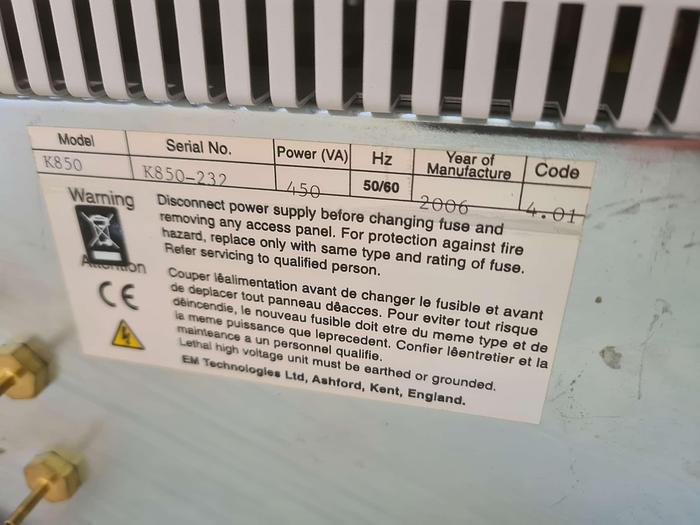 Model Serial No. Power (VA) Hz Year of Manufacture Code
K850 K850-232 450 50/60 2006 4.01
Warning
Disconnect power supply before changing fuse and
removing any access panel. For protection against fire
hazard, replace only with same type and rating of fuse.
Refer servicing to qualified person.
Attention
Couper lêalimentation avant de changer le fusible et avant
de deplacer tout panneau dêacces. Pour eviter tout risque
dêincendie, le nouveau fusible doit etre du meme type et de
la meme puissance que leprecedent. Confier lêentretien et la
mainteance a un personnel qualifie.
Lethal high voltage unit must be earthed or grounded.
EM Technologies Ltd, Ashford, Kent, England.
CE